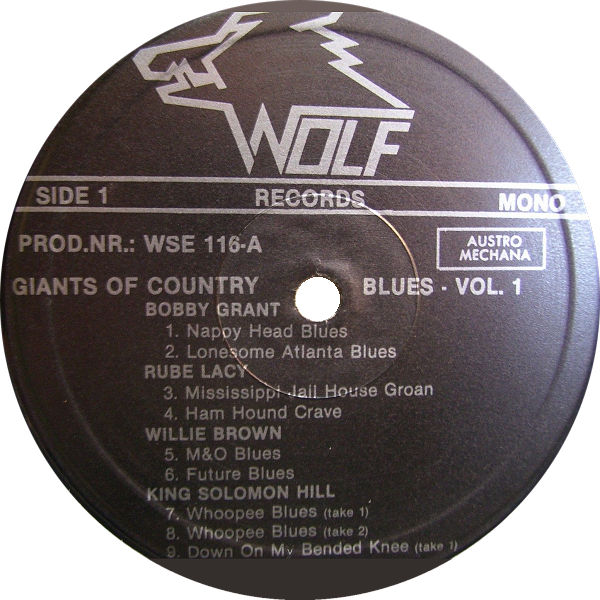 WOLF
SIDE 1 RECORDS MONO
PROD.NR.: WSE 116-A
AUSTRO
MECHANA
GIANTS OF COUNTRY BLUES - VOL. 1
BOBBY GRANT
1. Nappy Head Blues
2. Lonesome Atlanta Blues
RUBE LACY
3. Mississippi Jail House Groan
4. Ham Hound Crave
WILLIE BROWN
5. M&O Blues
6. Future Blues
KING SOLOMON HILL
7. Whoopee Blues (take 1)
8. Whoopee Blues (take 2)
9. Down On My Bended Knee (take 1)